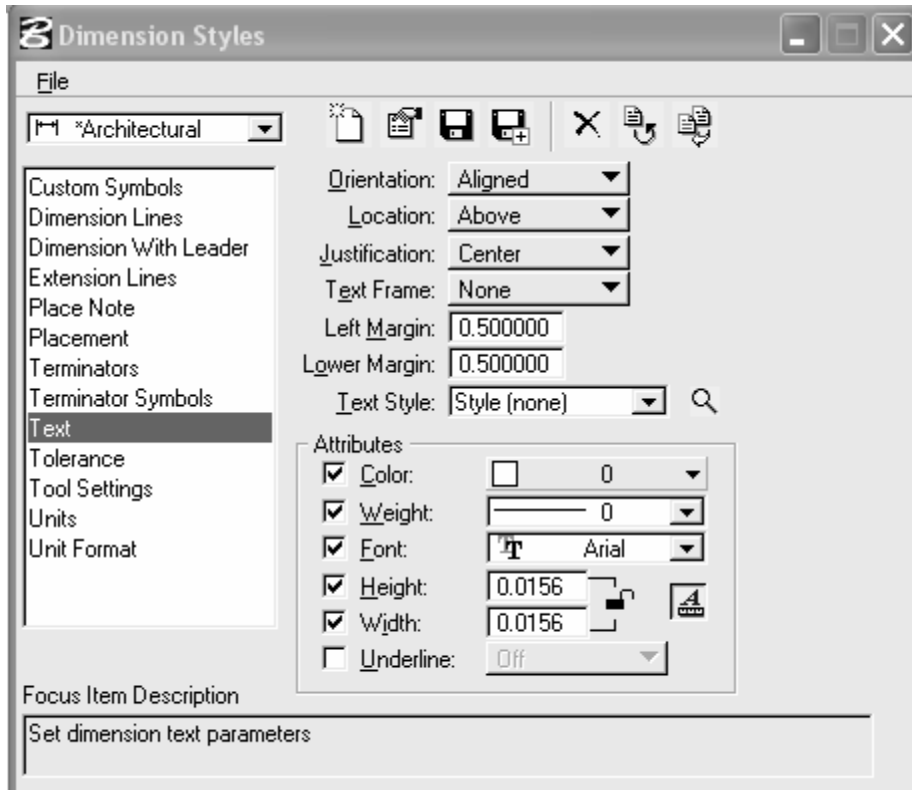 Dimension Styles
File
*Architectural
Custom Symbols
Dimension Lines
Dimension With Leader
Extension Lines
Place Note
Placement
Terminators
Terminator Symbols
Text
Tolerance
Tool Settings
Units
Unit Format
Orientation: Aligned
Location: Above
Justification: Center
Text Frame: None
Left Margin: 0.500000
Lower Margin: 0.500000
Text Style: Style (none)
Attributes
Color: 0
Weight: 0
Font: Arial
Height: 0.0156
Width: 0.0156
Underline: Off
Focus Item Description
Set dimension text parameters